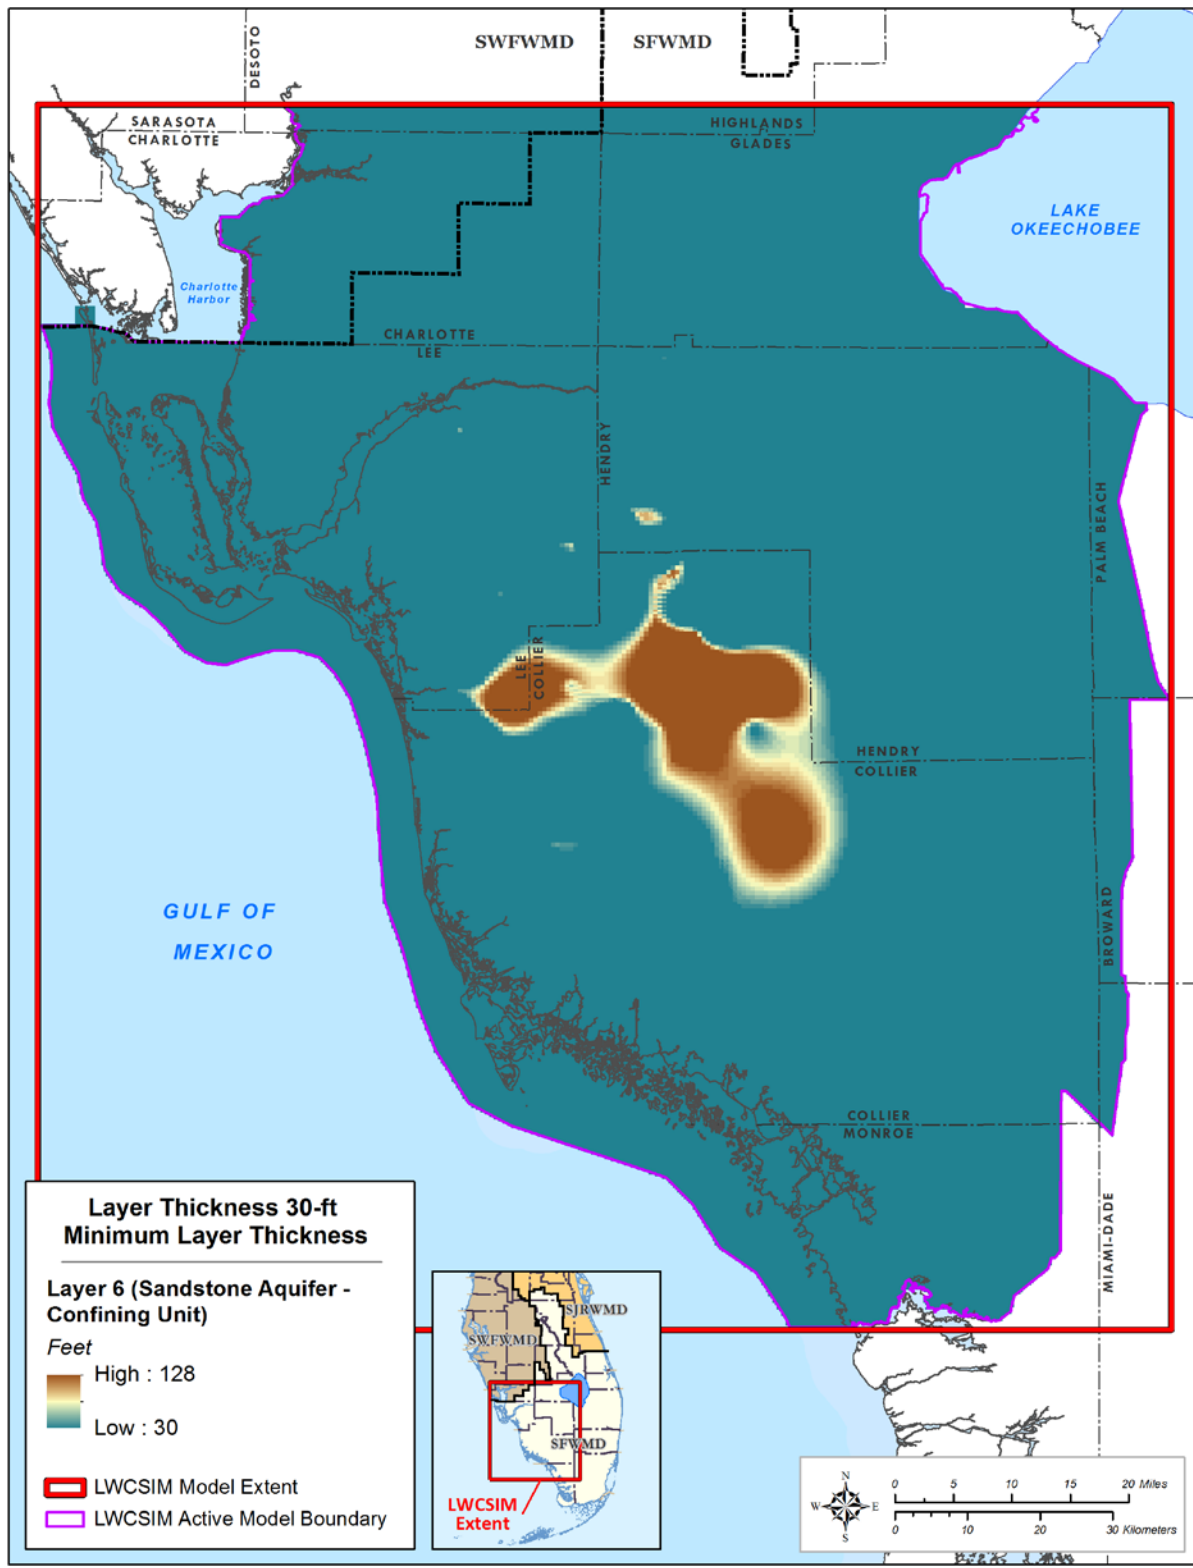 SWFWMD
SFWMD
DESOTO
SARASOTA
CHARLOTTE
HIGHLANDS
GLADES
LAKE
OKEECHOBEE
Charlotte
Harbor
CHARLOTTE
LEE
HENDRY
PALM BEACH
LEE
COLLIER
HENDRY
COLLIER
GULF OF
MEXICO
BROWARD
COLLIER
MONROE
MIAMI-DADE
Layer Thickness 30-ft
Minimum Layer Thickness
Layer 6 (Sandstone Aquifer -
Confining Unit)
Feet
High : 128
Low : 30
LWCSIM Model Extent
LWCSIM Active Model Boundary
SJRWMD
SWFWMD
SFWMD
LWCSIM
Extent
N
W
E
S
0 5 10 15 20 Miles
0 10 20 30 Kilometers